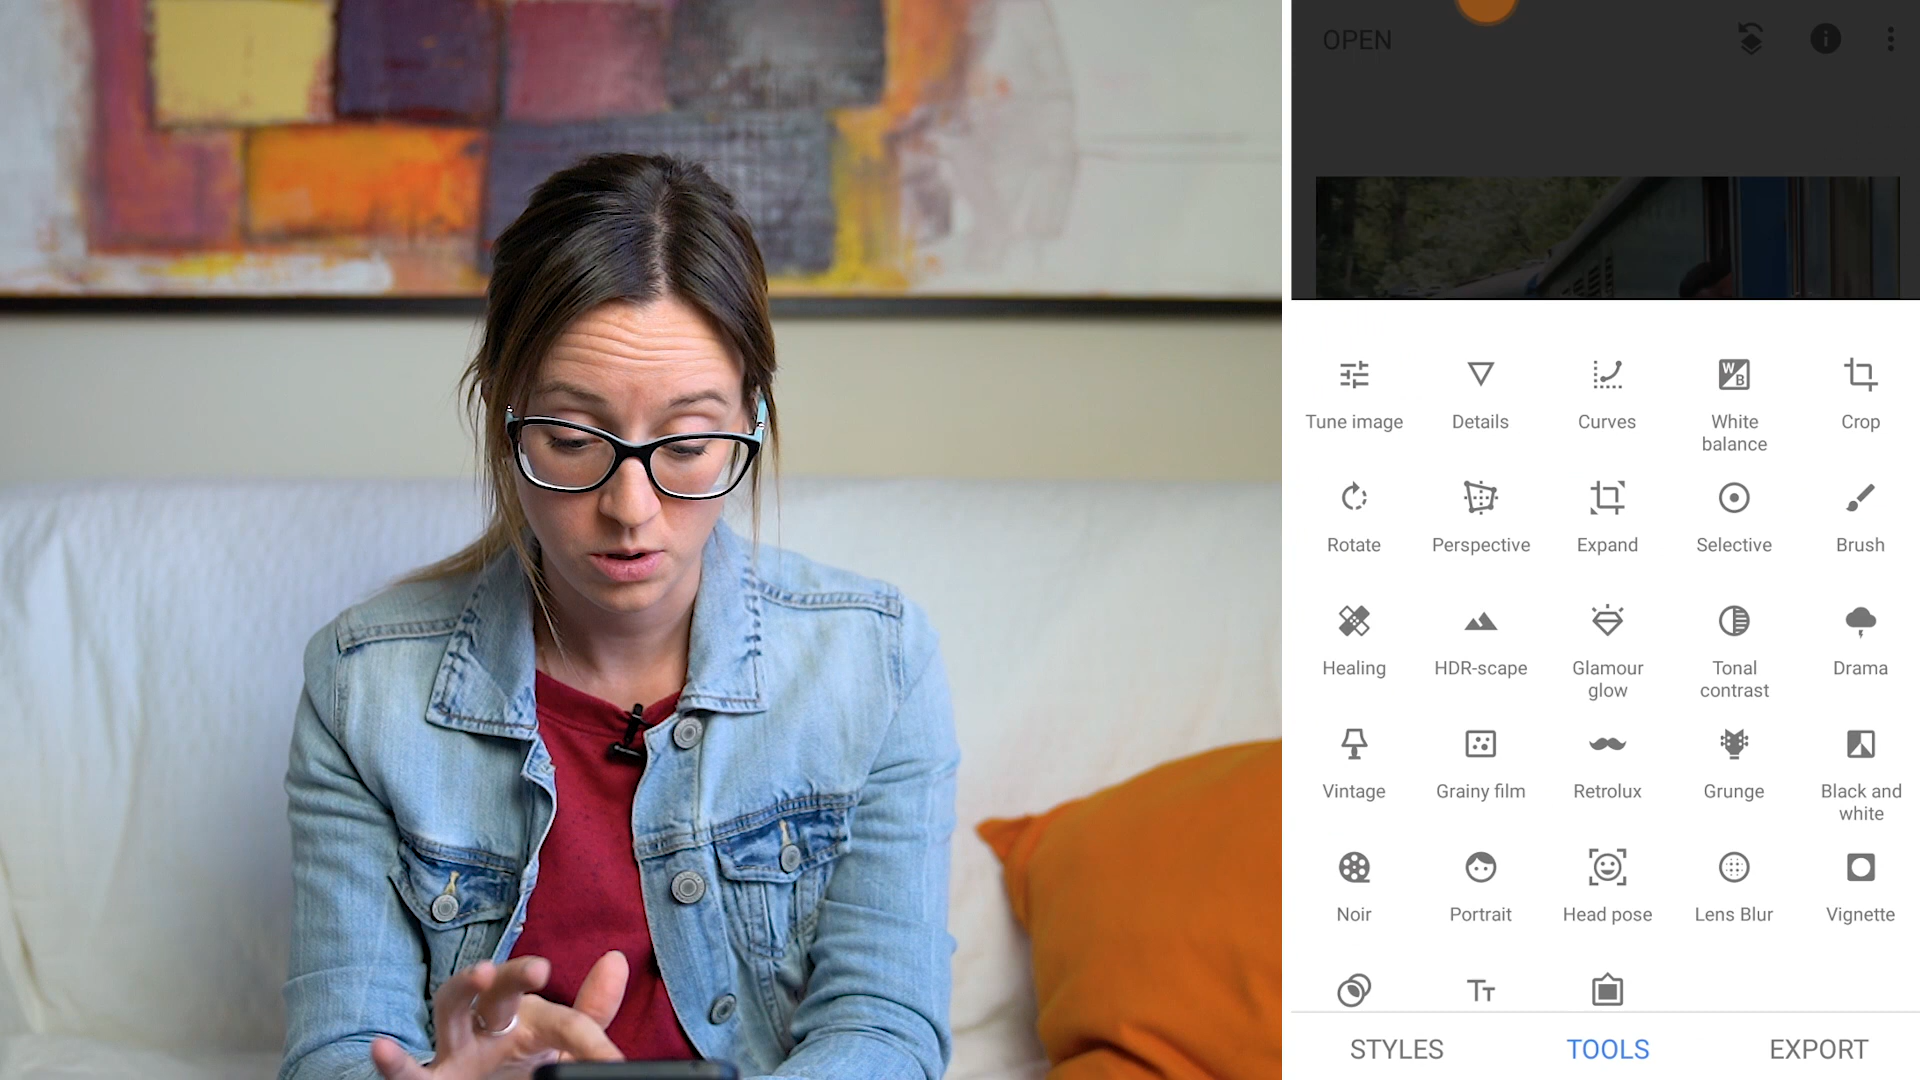 OPEN
Tune image
Details
Curves
W
B
White
balance
Crop
Rotate
Perspective
Expand
Selective
Brush
Healing
HDR-scape
Glamour
glow
Tonal
contrast
Drama
Vintage
Grainy film
Retrolux
Grunge
Black and
white
Noir
Portrait
Head pose
Lens Blur
Vignette
TT
STYLES
TOOLS
EXPORT